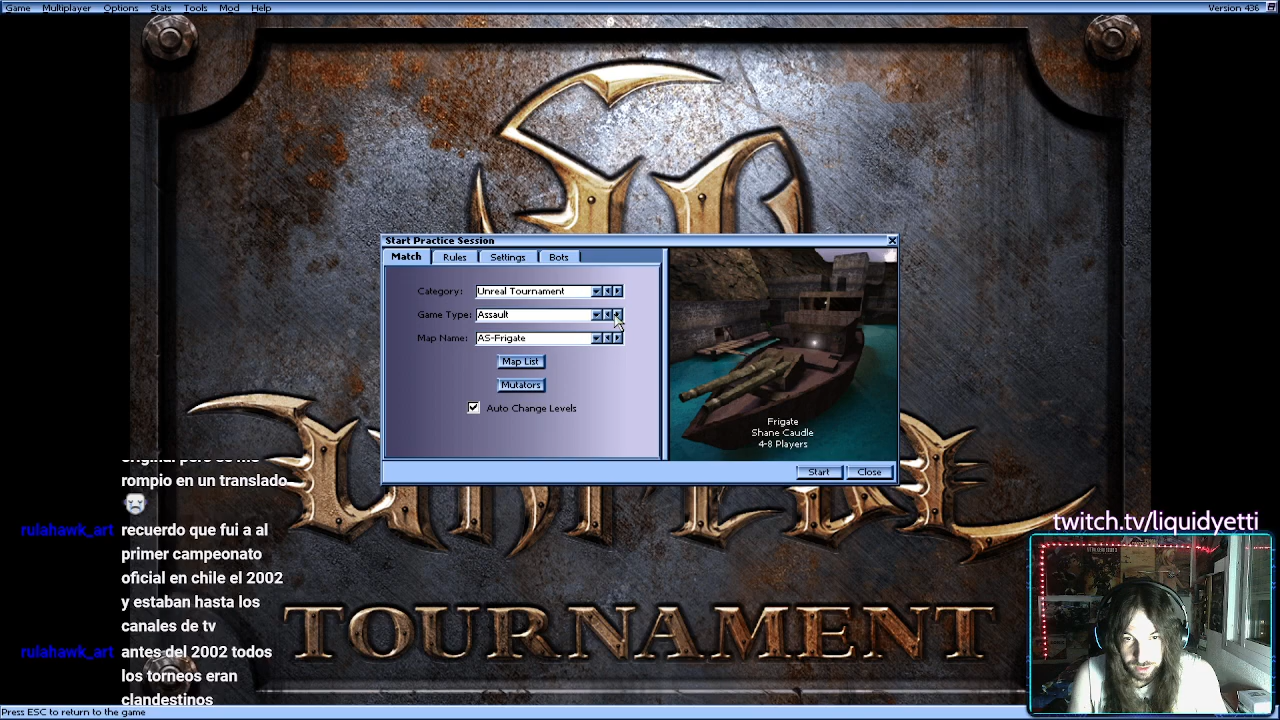 Game Multiplayer Options Stats Tools Mod Help Version 436
Start Practice Session
Match Rules Settings Bots
Category: Unreal Tournament
Game Type: Assault
Map Name: AS-Frigate
Map List
Mutators
Auto Change Levels
Frigate
Shane Caudle
4-8 Players
Start Close
rompio en un translado
rulahawk_art recuerdo que fui a al
primer campeonato
oficial en chile el 2002
y estaban hasta los
canales de tv
rulahawk_art antes del 2002 todos
los torneos eran
clandestinos
UNREAL
TOURNAMENT
twitch.tv/liquidyetti
Press ESC to return to the game